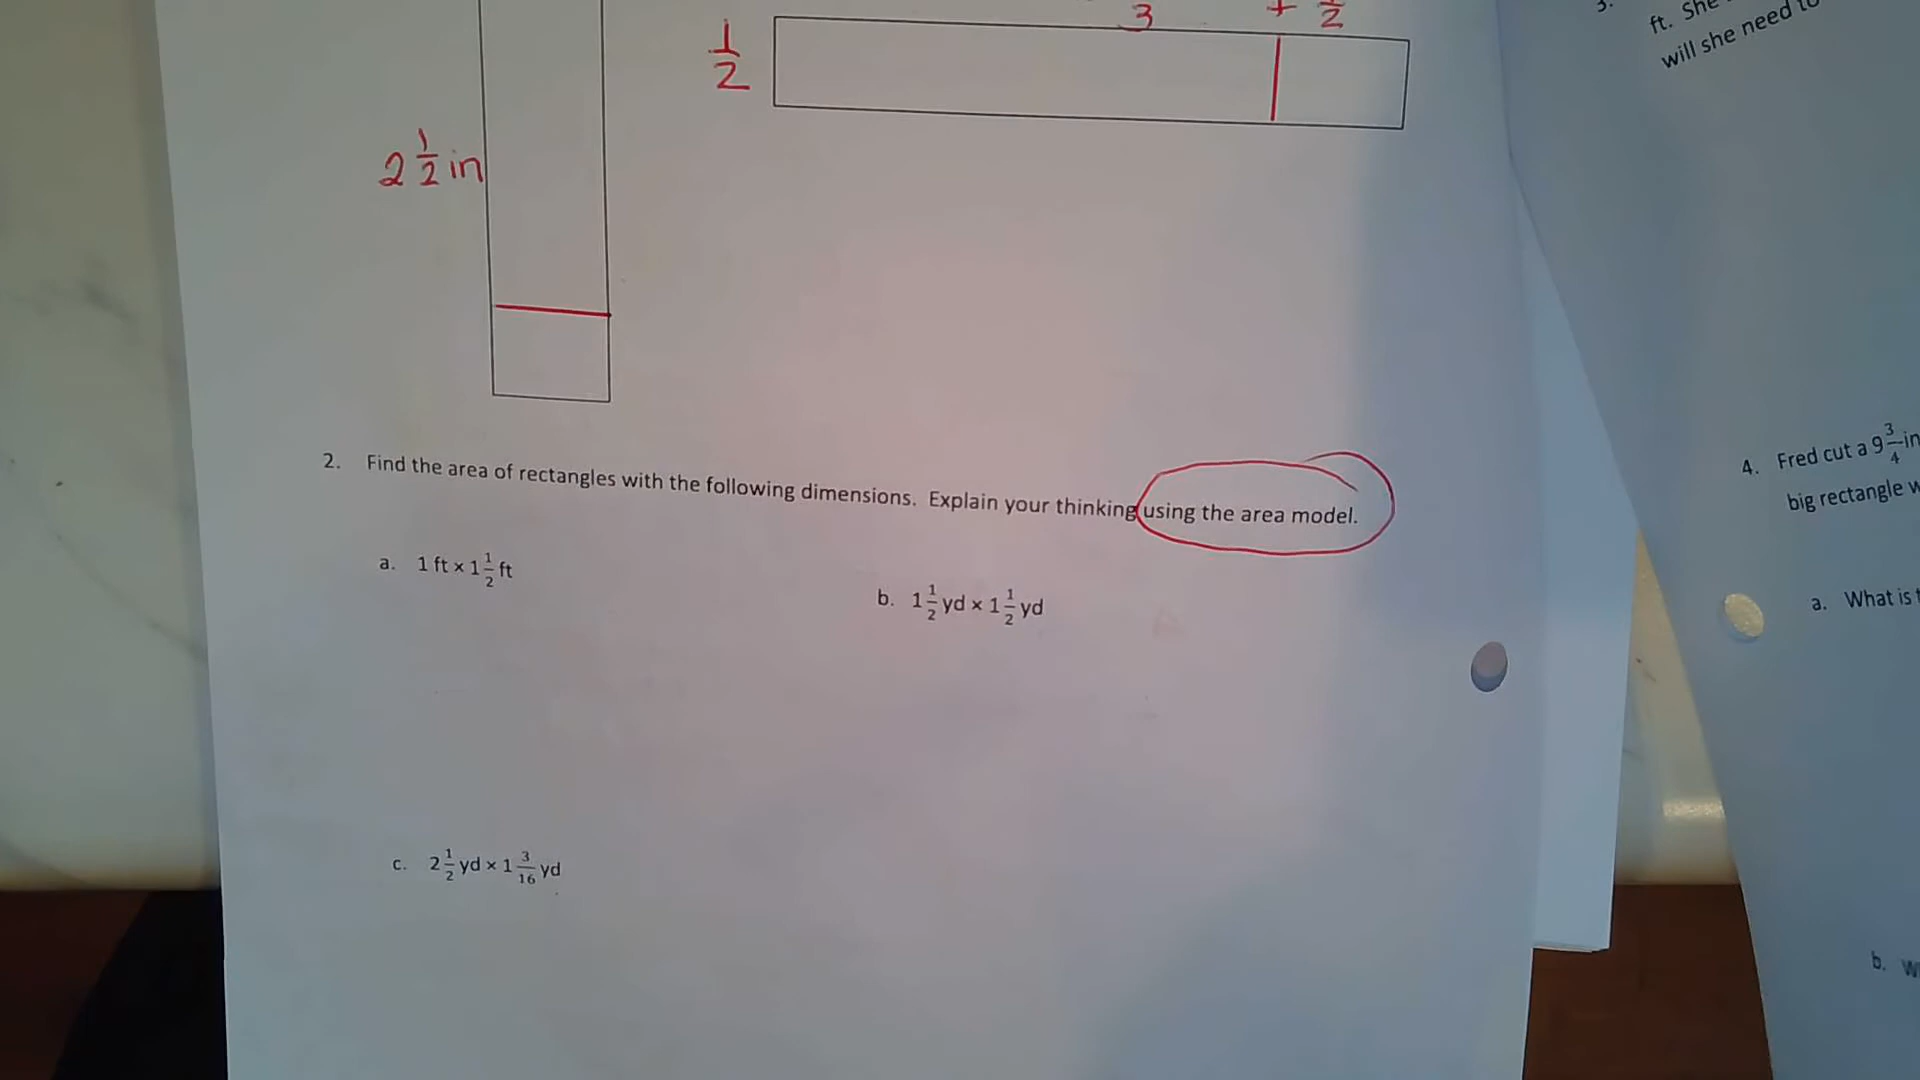 3 + 1/2
1/2
2 1/2 in
2. Find the area of rectangles with the following dimensions. Explain your thinking using the area model.
a. 1 ft × 1 1/2 ft
b. 1 1/2 yd × 1 1/2 yd
c. 2 1/2 yd × 1 3/16 yd
3.
ft. She
will she need to
4. Fred cut a 9 3/4 in
big rectangle
a. What is
b.